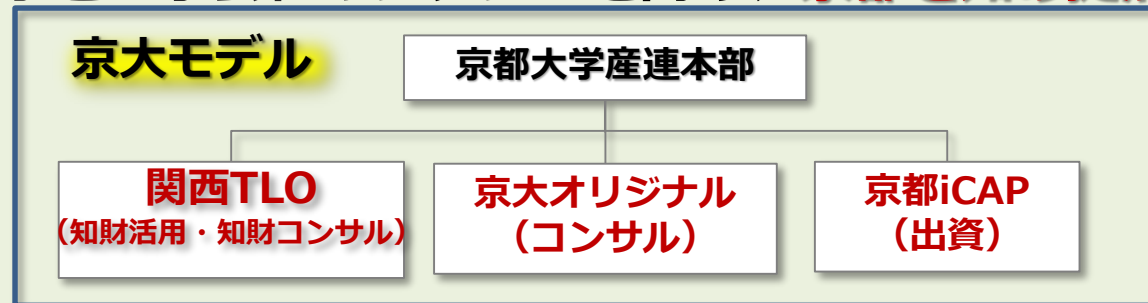 京大モデル
京都大学産連本部
関西TLO
（知財活用・知財コンサル）
京大オリジナル
（コンサル）
京都iCAP
（出資）